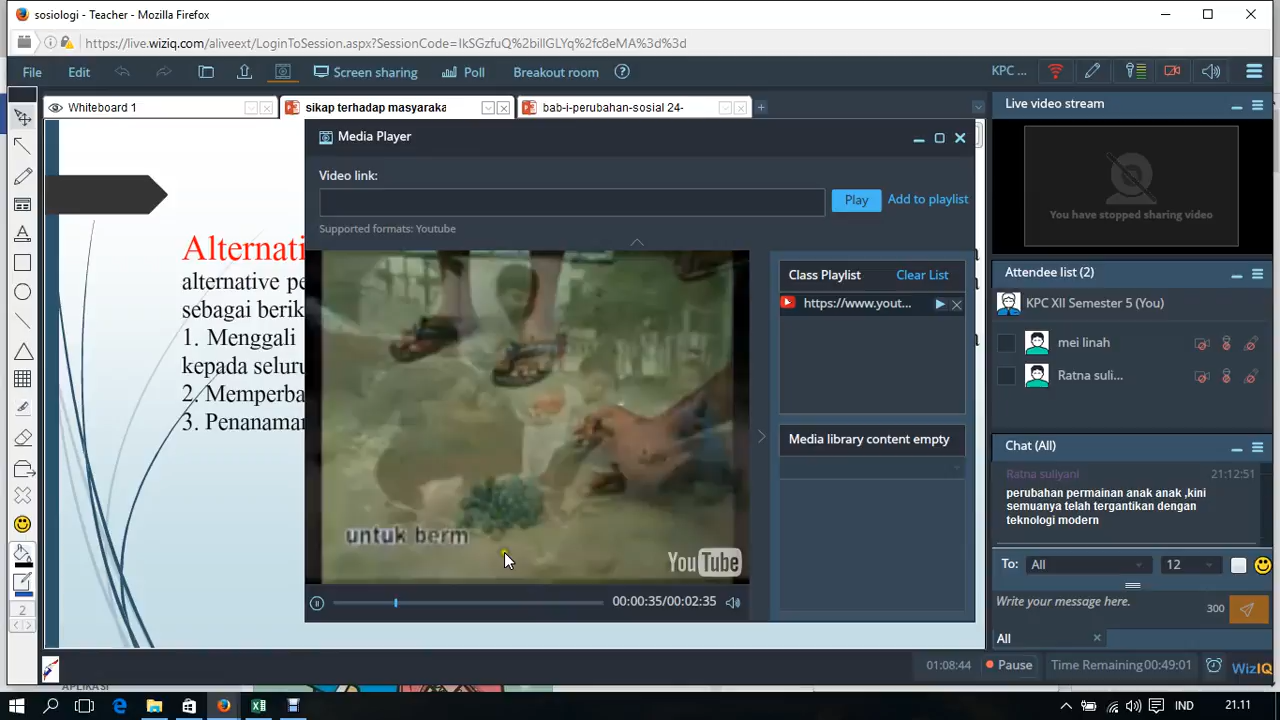 sosiologi - Teacher - Mozilla Firefox
https://live.wiziq.com/aliveext/LoginToSession.aspx?SessionCode=IkSGzfuQ%2billGLYq%2fc8eMA%3d%3d
File Edit Screen sharing Poll Breakout room KPC ...
Whiteboard 1 sikap terhadap masyaraka bab-i-perubahan-sosial 24-
Live video stream
You have stopped sharing video
Media Player
Video link:
Play Add to playlist
Supported formats: Youtube
Alternati
alternative pe
sebagai berik
1. Menggali
kepada seluru
2. Memperba
3. Penanaman
untuk berm
YouTube
00:00:35/00:02:35
Class Playlist Clear List
https://www.yout...
Media library content empty
Attendee list (2)
KPC XII Semester 5 (You)
mei linah
Ratna suli...
Chat (All)
Ratna suliyani 21:12:51
perubahan permainan anak anak ,kini
semuanya telah tergantikan dengan
teknologi modern
To: All 12
Write your message here. 300
All
2
01:08:44 Pause Time Remaining 00:49:01 WizIQ
APLIKASI
IND 21.11